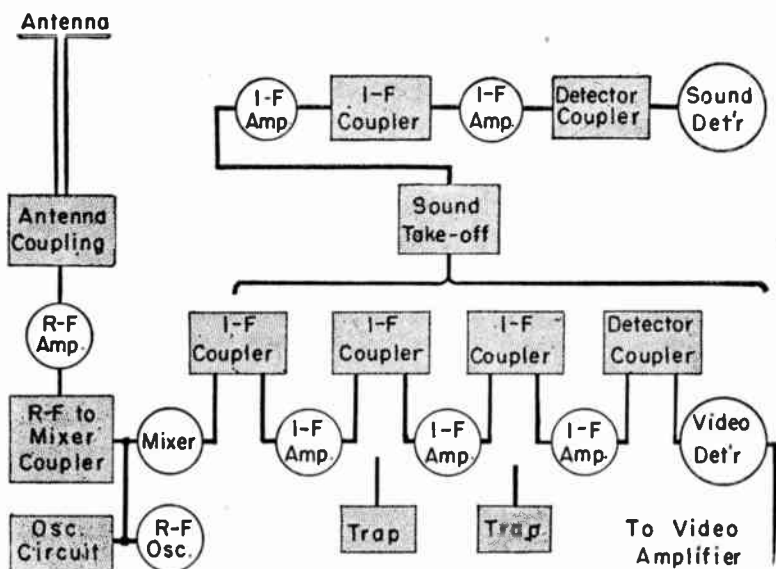 Antenna
I-F
Amp.
I-F
Coupler
I-F
Amp.
Detector
Coupler
Sound
Det'r
Antenna
Coupling
Sound
Take-off
R-F
Amp.
I-F
Coupler
I-F
Coupler
I-F
Coupler
Detector
Coupler
R-F to
Mixer
Coupler
Mixer
I-F
Amp.
I-F
Amp.
I-F
Amp.
Video
Det'r
Osc.
Circuit
R-F
Osc.
Trap
Trap
To Video
Amplifier